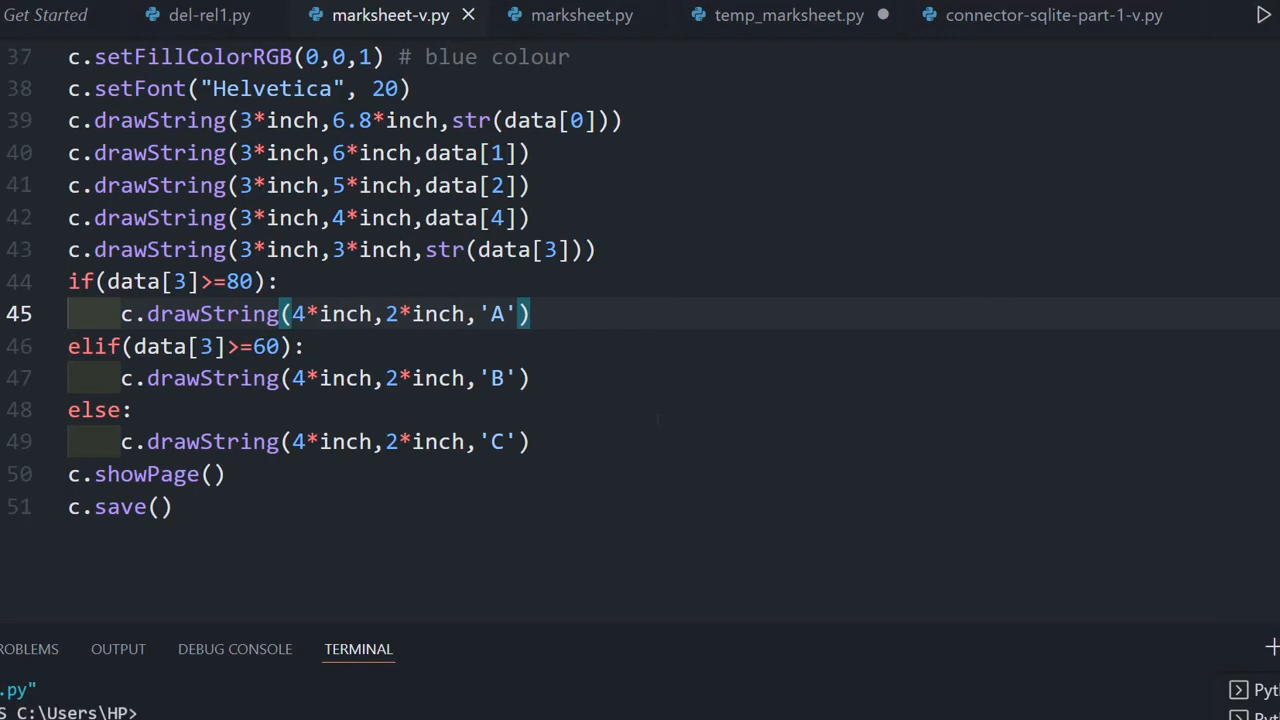 Get Started del-rel1.py marksheet-v.py marksheet.py temp_marksheet.py connector-sqlite-part-1-v.py
37 c.setFillColorRGB(0,0,1) # blue colour
38 c.setFont("Helvetica", 20)
39 c.drawString(3*inch,6.8*inch,str(data[0]))
40 c.drawString(3*inch,6*inch,data[1])
41 c.drawString(3*inch,5*inch,data[2])
42 c.drawString(3*inch,4*inch,data[4])
43 c.drawString(3*inch,3*inch,str(data[3]))
44 if(data[3]>=80):
45 c.drawString(4*inch,2*inch,'A')
46 elif(data[3]>=60):
47 c.drawString(4*inch,2*inch,'B')
48 else:
49 c.drawString(4*inch,2*inch,'C')
50 c.showPage()
51 c.save()
ROBLEMS OUTPUT DEBUG CONSOLE TERMINAL
.py"
S C:\Users\HP>